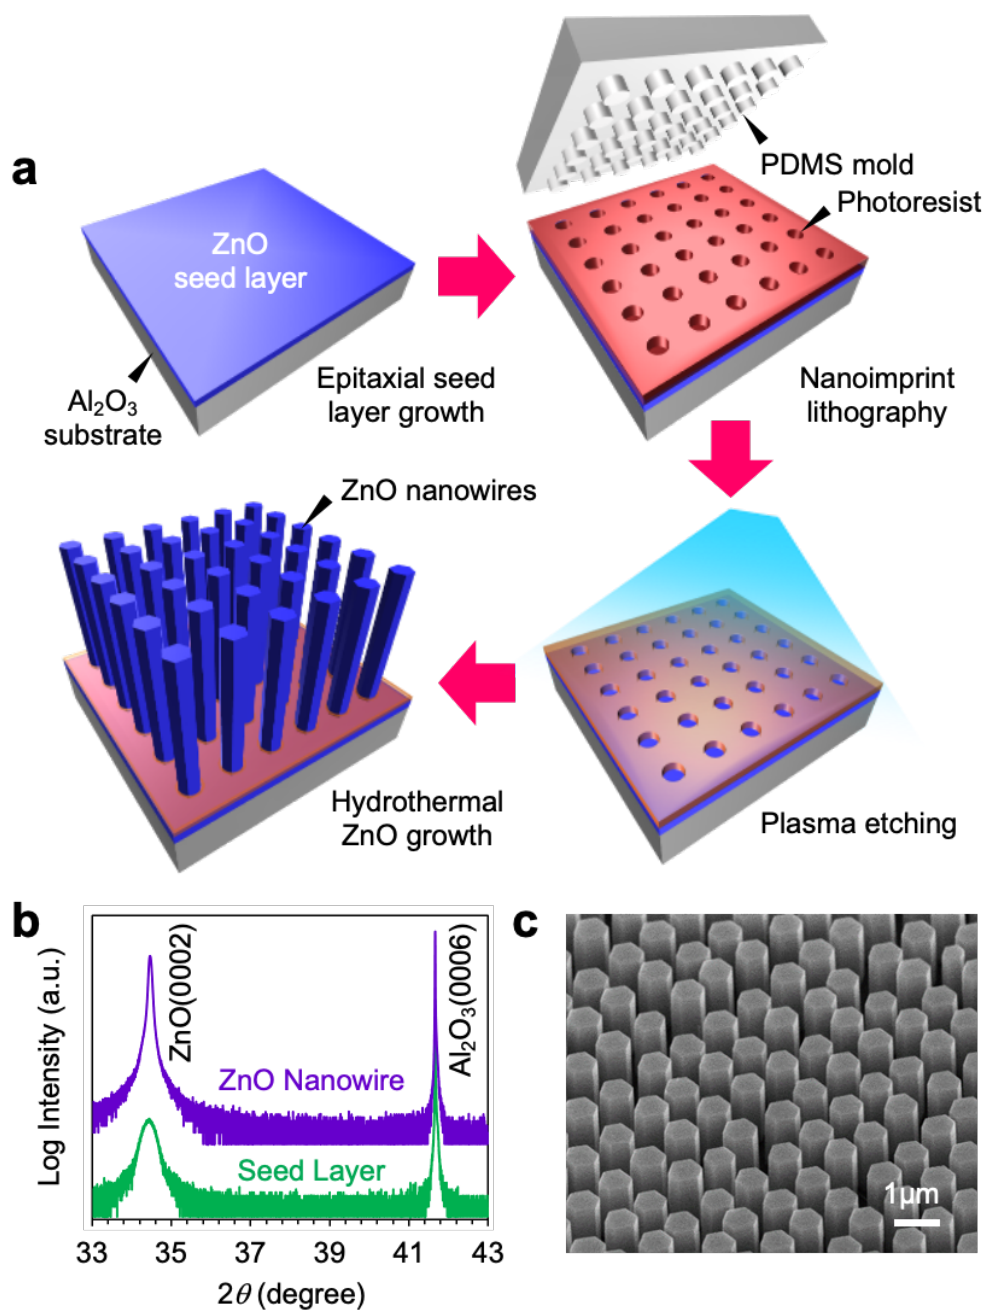 a
ZnO
seed layer
Al₂O₃
substrate
Epitaxial seed
layer growth
PDMS mold
Photoresist
Nanoimprint
lithography
ZnO nanowires
Hydrothermal
ZnO growth
Plasma etching
b
Log Intensity (a.u.)
ZnO(0002)
Al₂O₃(0006)
ZnO Nanowire
Seed Layer
33 35 37 39 41 43
2θ (degree)
c
1μm